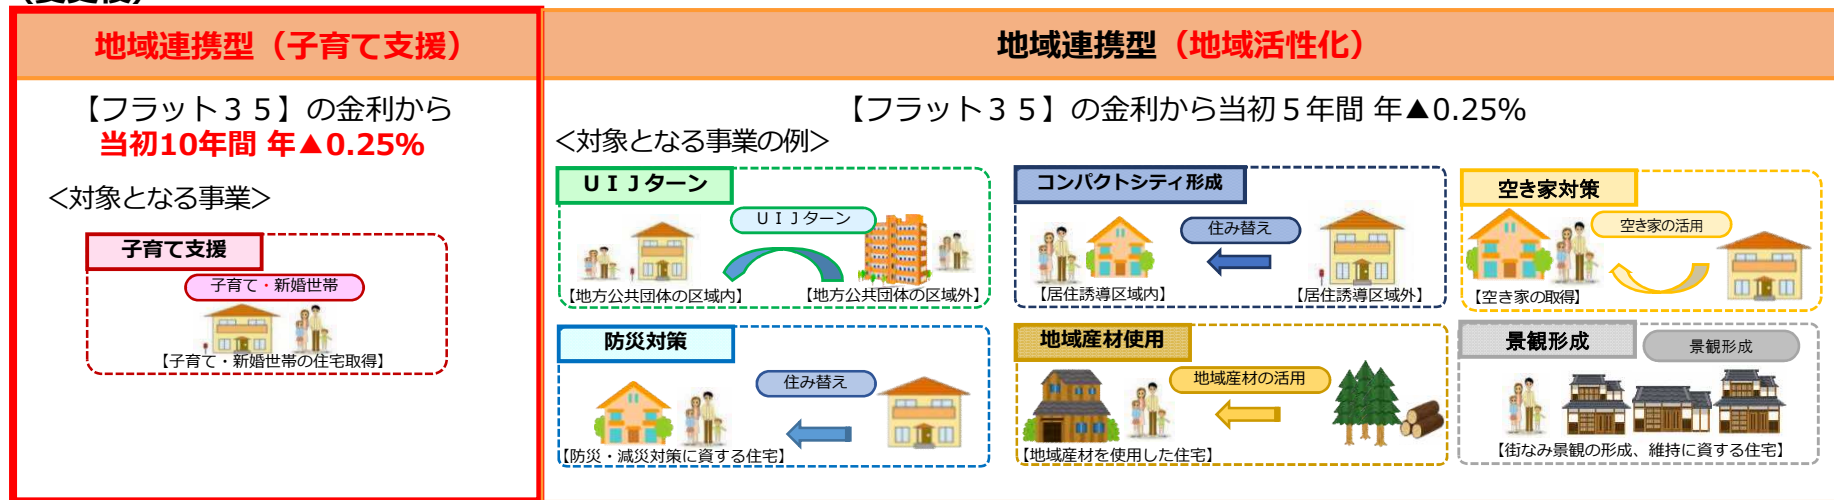 地域連携型（子育て支援）
【フラット３５】の金利から
当初10年間 年▲0.25%
＜対象となる事業＞
子育て支援
子育て・新婚世帯
【子育て・新婚世帯の住宅取得】
地域連携型（地域活性化）
【フラット３５】の金利から当初５年間 年▲0.25%
＜対象となる事業の例＞
ＵＩＪターン
ＵＩＪターン
【地方公共団体の区域内】
【地方公共団体の区域外】
コンパクトシティ形成
住み替え
【居住誘導区域内】
【居住誘導区域外】
空き家対策
空き家の活用
【空き家の取得】
防災対策
住み替え
【防災・減災対策に資する住宅】
地域産材使用
地域産材の活用
【地域産材を使用した住宅】
景観形成
景観形成
【街なみ景観の形成、維持に資する住宅】